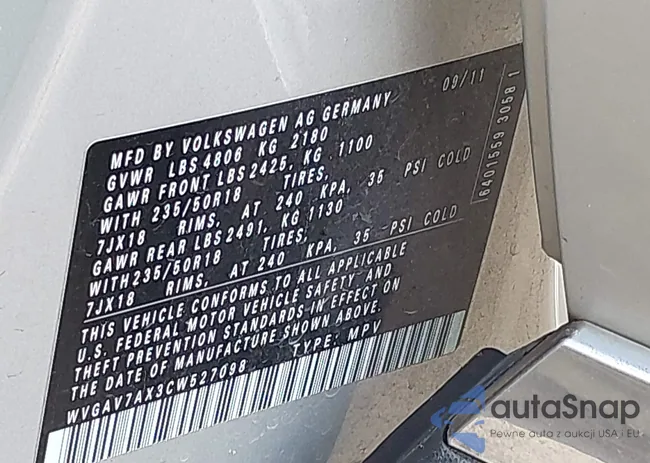 MFD BY VOLKSWAGEN AG GERMANY 09/11
GVWR LBS 4806 KG 2180
GAWR FRONT LBS 2425, KG 1100
WITH 235/50R18 TIRES,
7JX18 RIMS, AT 240 KPA, 35 PSI COLD
GAWR REAR LBS 2491, KG 1130
WITH 235/50R18 TIRES,
7JX18 RIMS, AT 240 KPA, 35 PSI COLD
THIS VEHICLE CONFORMS TO ALL APPLICABLE
U.S. FEDERAL MOTOR VEHICLE SAFETY, AND
THEFT PREVENTION STANDARDS IN EFFECT ON
THE DATE OF MANUFACTURE SHOWN ABOVE.
WVGAV7AX3CW527098 TYPE: MPV
6401559 3058 1
autaSnap
Pewne auta z aukcji USA i EU